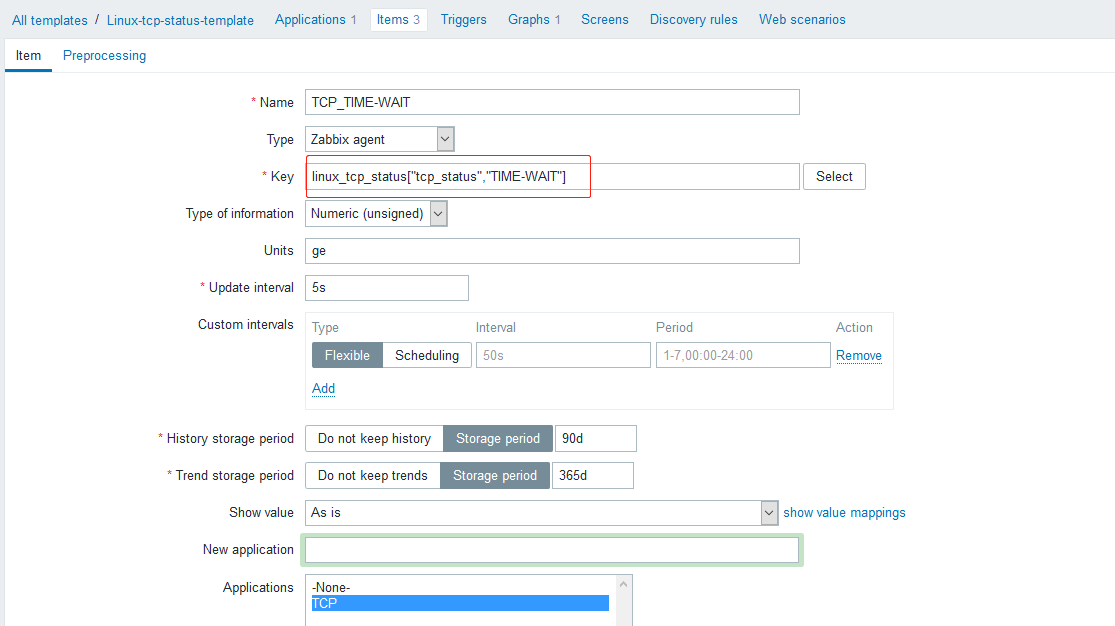 All templates / Linux-tcp-status-template Applications 1 Items 3 Triggers Graphs 1 Screens Discovery rules Web scenarios
Item Preprocessing
* Name TCP_TIME-WAIT
Type Zabbix agent
* Key linux_tcp_status["tcp_status","TIME-WAIT"] Select
Type of information Numeric (unsigned)
Units ge
* Update interval 5s
Custom intervals Type Interval Period Action
Flexible Scheduling 50s 1-7,00:00-24:00 Remove
Add
* History storage period Do not keep history Storage period 90d
* Trend storage period Do not keep trends Storage period 365d
Show value As is show value mappings
New application
Applications -None-
TCP